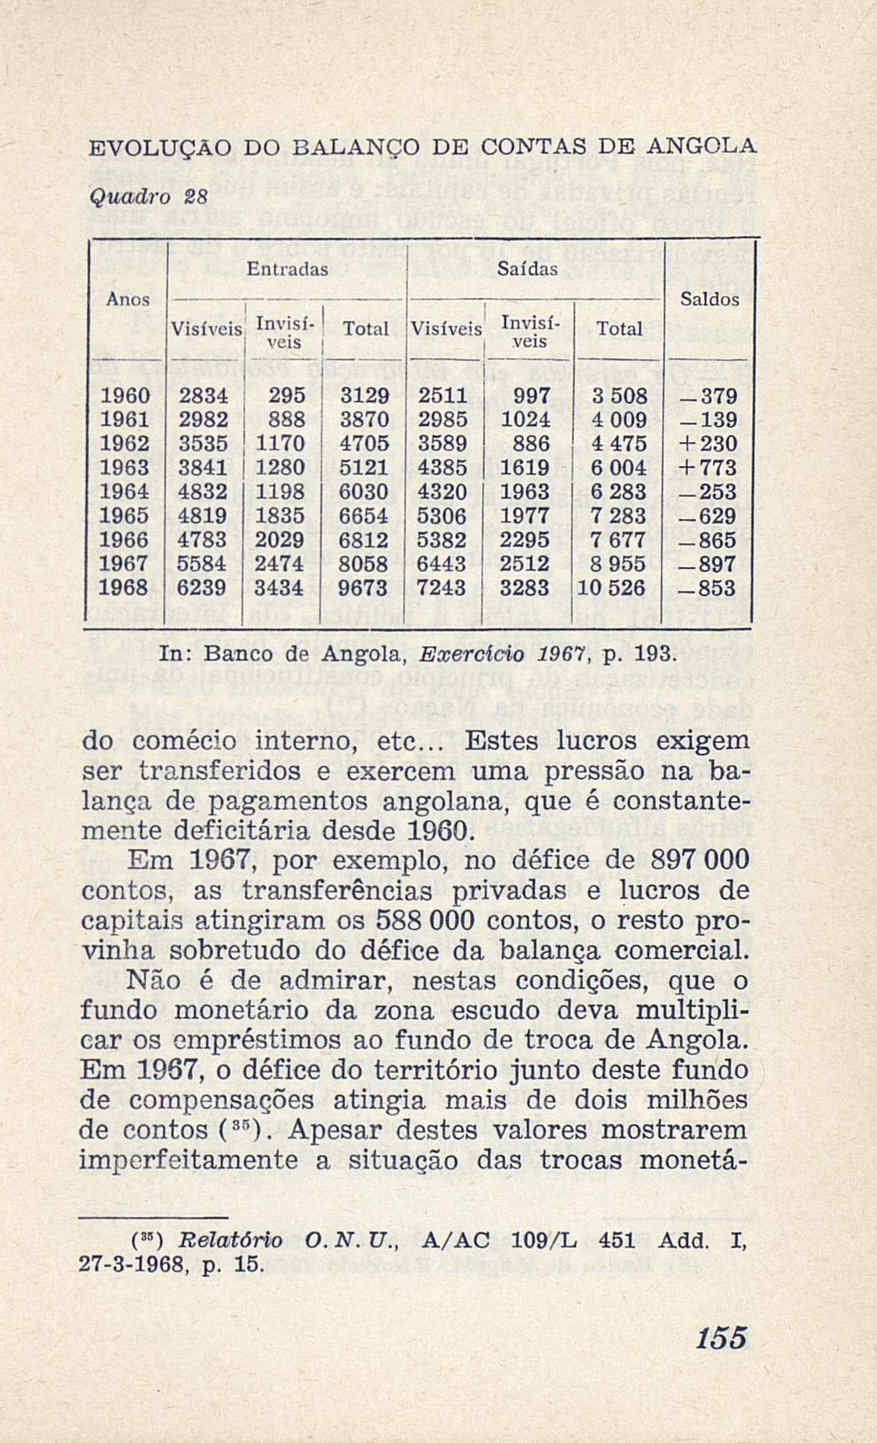 EVOLUÇÃO DO BALANÇO DE CONTAS DE ANGOLA
Quadro 28
Anos Entradas Saídas Saldos
Visíveis Invisí-veis Total Visíveis Invisí-veis Total
1960 2834 295 3129 2511 997 3 508 —379
1961 2982 888 3870 2985 1024 4 009 —139
1962 3535 1170 4705 3589 886 4 475 +230
1963 3841 1280 5121 4385 1619 6 004 +773
1964 4832 1198 6030 4320 1963 6 283 —253
1965 4819 1835 6654 5306 1977 7 283 —629
1966 4783 2029 6812 5382 2295 7 677 —865
1967 5584 2474 8058 6443 2512 8 955 —897
1968 6239 3434 9673 7243 3283 10 526 —853
In: Banco de Angola, Exercício 1967, p. 193.
do comécio interno, etc... Estes lucros exigem
ser transferidos e exercem uma pressão na ba-
lança de pagamentos angolana, que é constante-
mente deficitária desde 1960.
Em 1967, por exemplo, no défice de 897 000
contos, as transferências privadas e lucros de
capitais atingiram os 588 000 contos, o resto pro-
vinha sobretudo do défice da balança comercial.
Não é de admirar, nestas condições, que o
fundo monetário da zona escudo deva multipli-
car os empréstimos ao fundo de troca de Angola.
Em 1967, o défice do território junto deste fundo
de compensações atingia mais de dois milhões
de contos (³⁵). Apesar destes valores mostrarem
imperfeitamente a situação das trocas monetá-
(³⁵) Relatório O. N. U., A/AC 109/L 451 Add. I,
27-3-1968, p. 15.
155